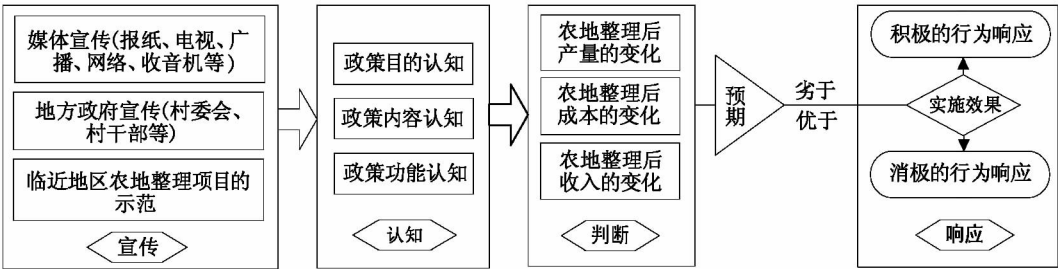 媒体宣传(报纸、电视、广
播、网络、收音机等)
地方政府宣传(村委会、
村干部等)
临近地区农地整理项目的
示范
宣传
政策目的认知
政策内容认知
政策功能认知
认知
农地整理后
产量的变化
农地整理后
成本的变化
农地整理后
收入的变化
判断
预期
劣于
优于
积极的行为响应
实施效果
消极的行为响应
响应